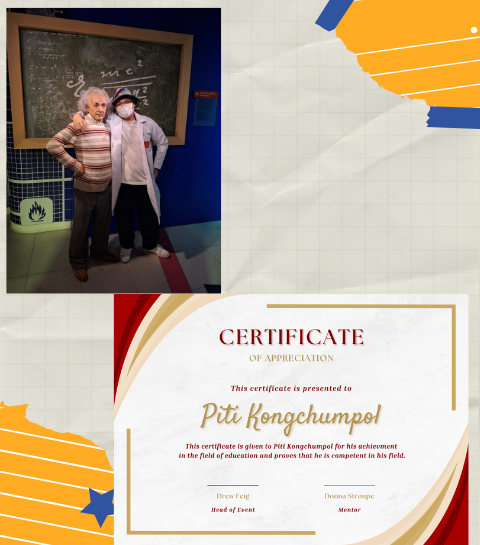 mc²
CERTIFICATE
OF APPRECIATION
This certificate is presented to
Piti Kongchumpol
This certificate is given to Piti Kongchumpol for his achievment
in the field of education and proves that he is competent in his field.
Drew Feig
Donna Stroupe
Head of Event
Mentor